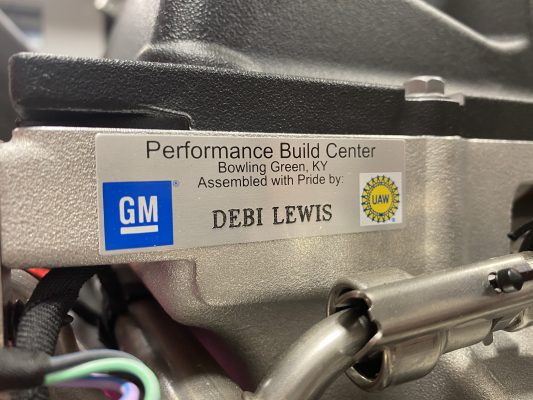 Performance Build Center
Bowling Green, KY
Assembled with Pride by:
GM
®
DEBI LEWIS
UAW
®